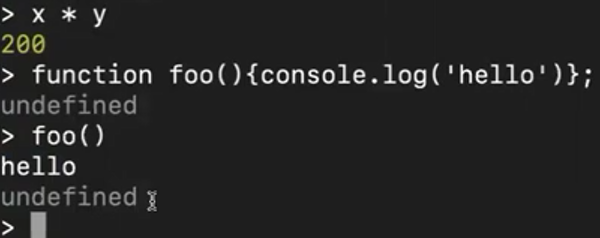 > x * y
200
> function foo(){console.log('hello')};
undefined
> foo()
hello
undefined
>